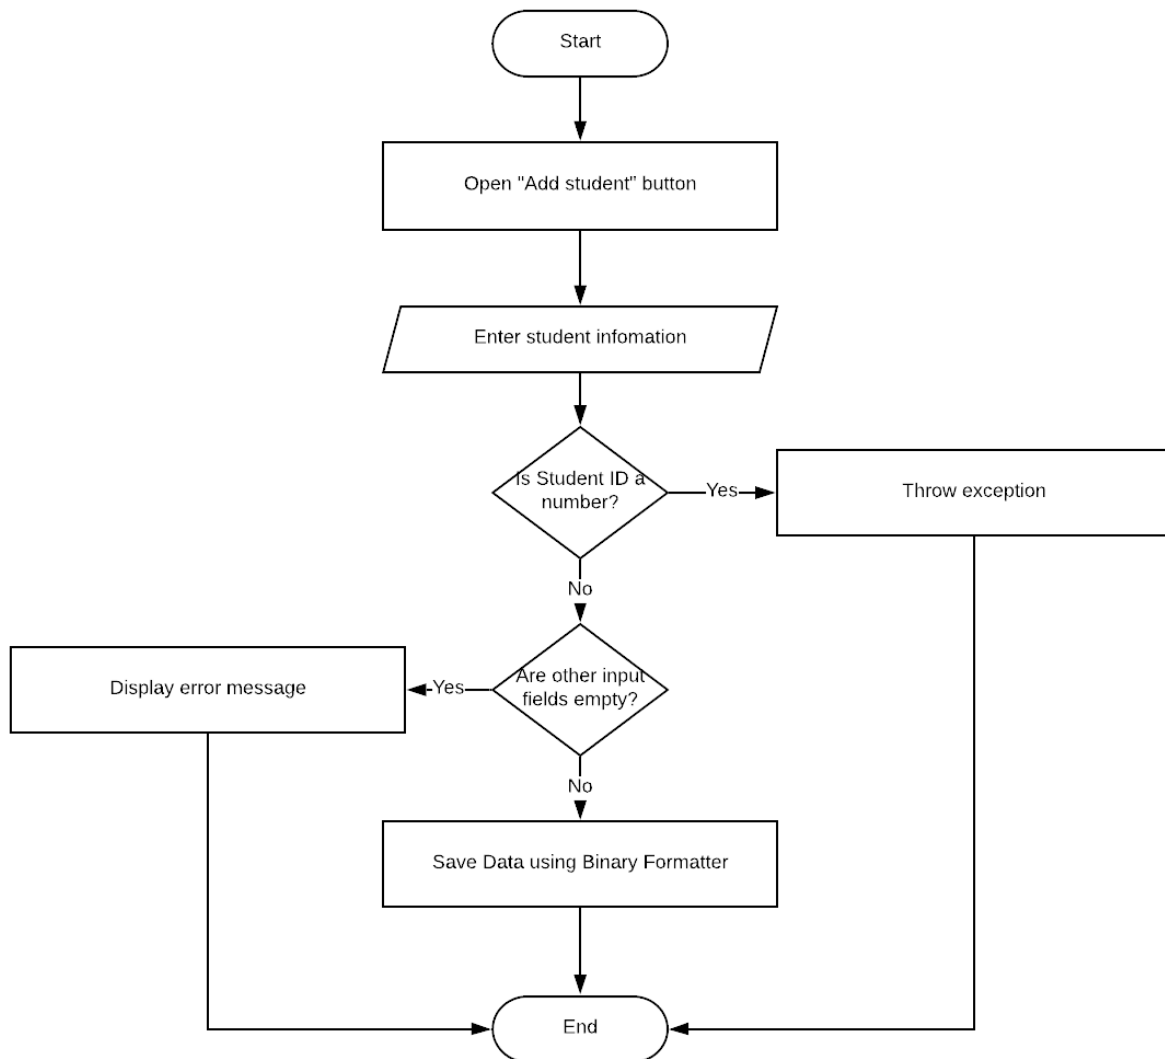 Start
Open "Add student" button
Enter student infomation
Is Student ID a
number?
Yes
Throw exception
No
Are other input
fields empty?
Yes
Display error message
No
Save Data using Binary Formatter
End